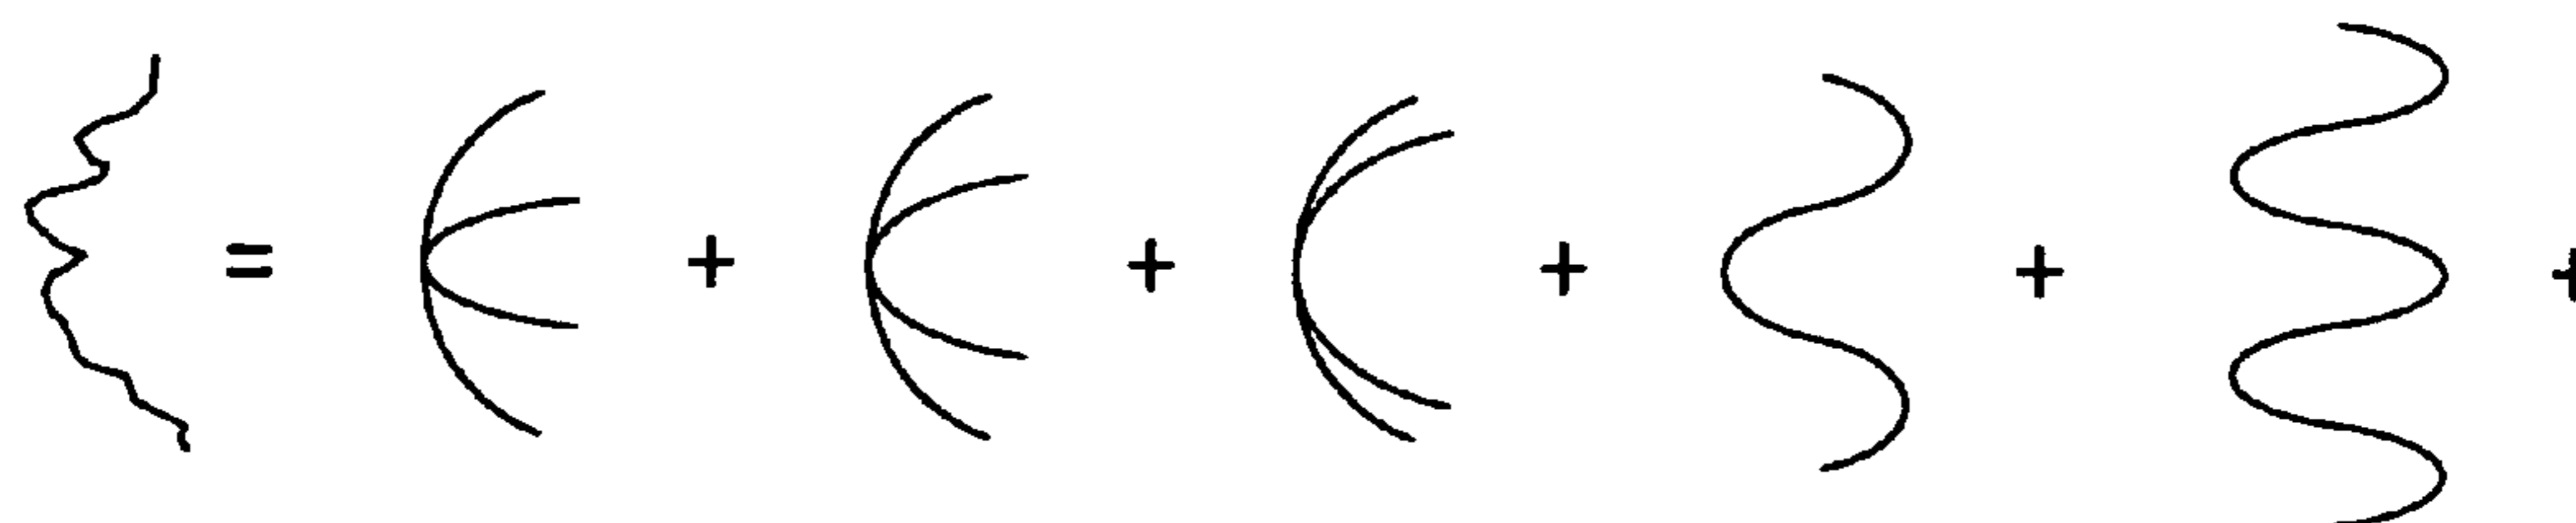 = + + + + +